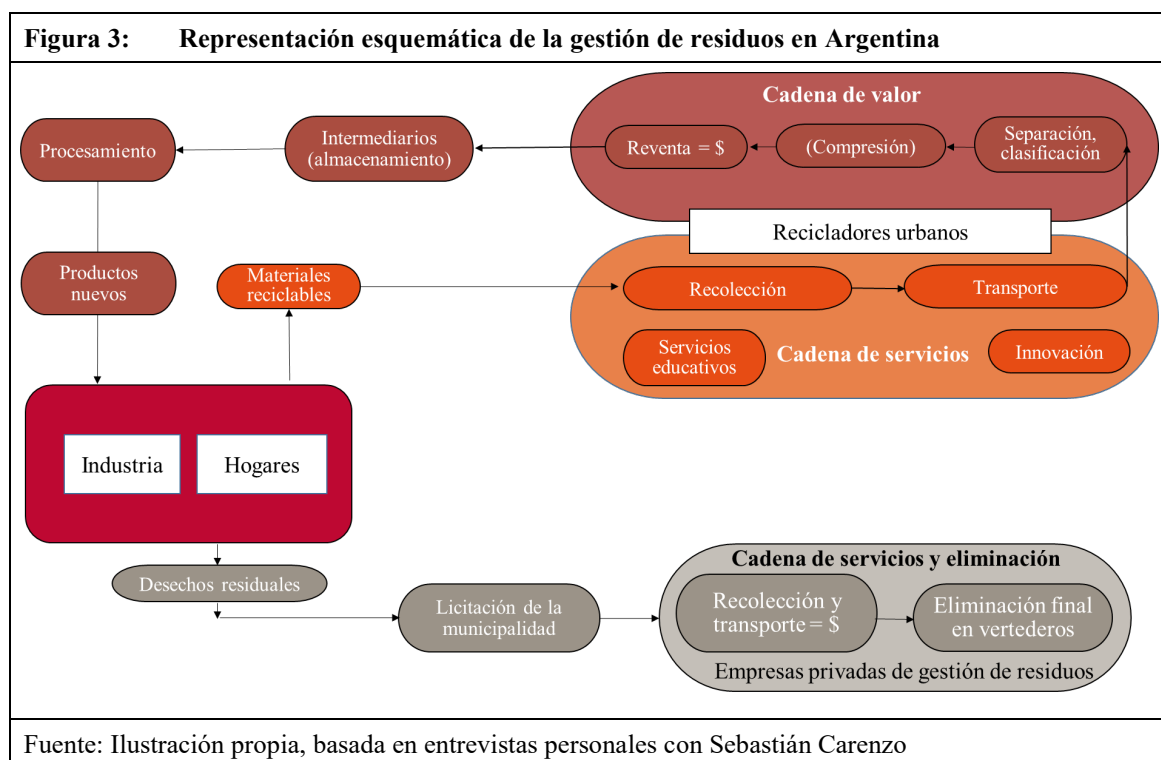 Figura 3: Representación esquemática de la gestión de residuos en Argentina
Cadena de valor
Procesamiento
Intermediarios
(almacenamiento)
Reventa = $
(Compresión)
Separación,
clasificación
Recicladores urbanos
Productos
nuevos
Materiales
reciclables
Recolección
Transporte
Servicios
educativos
Cadena de servicios
Innovación
Industria
Hogares
Desechos residuales
Licitación de la
municipalidad
Cadena de servicios y eliminación
Recolección y
transporte = $
Eliminación final
en vertederos
Empresas privadas de gestión de residuos
Fuente: Ilustración propia, basada en entrevistas personales con Sebastián Carenzo